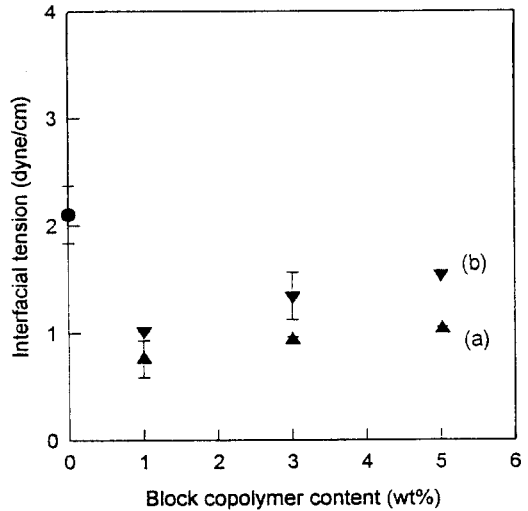 4
3
2
1
0
Interfacial tension (dyne/cm)
(b)
(a)
0 1 2 3 4 5 6
Block copolymer content (wt%)